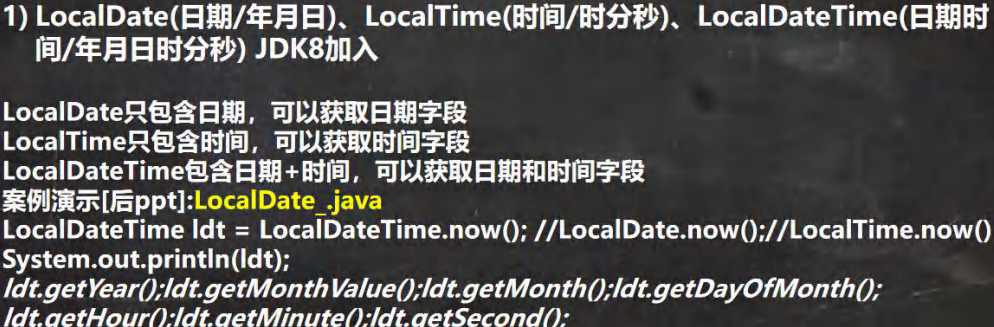 1) LocalDate(日期/年月日)、LocalTime(时间/时分秒)、LocalDateTime(日期时
间/年月日时分秒) JDK8加入
LocalDate只包含日期，可以获取日期字段
LocalTime只包含时间，可以获取时间字段
LocalDateTime包含日期+时间，可以获取日期和时间字段
案例演示[后ppt]:LocalDate_.java
LocalDateTime ldt = LocalDateTime.now(); //LocalDate.now();//LocalTime.now()
System.out.println(ldt);
ldt.getYear();ldt.getMonthValue();ldt.getMonth();ldt.getDayOfMonth();
ldt.getHour();ldt.getMinute();ldt.getSecond();